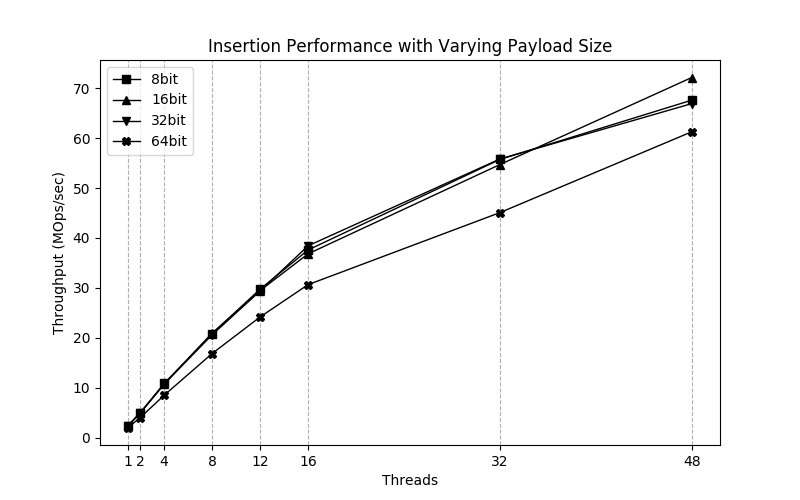 Insertion Performance with Varying Payload Size
8bit
16bit
32bit
64bit
Throughput (MOps/sec)
70
60
50
40
30
20
10
0
1 2 4 8 12 16 32 48
Threads